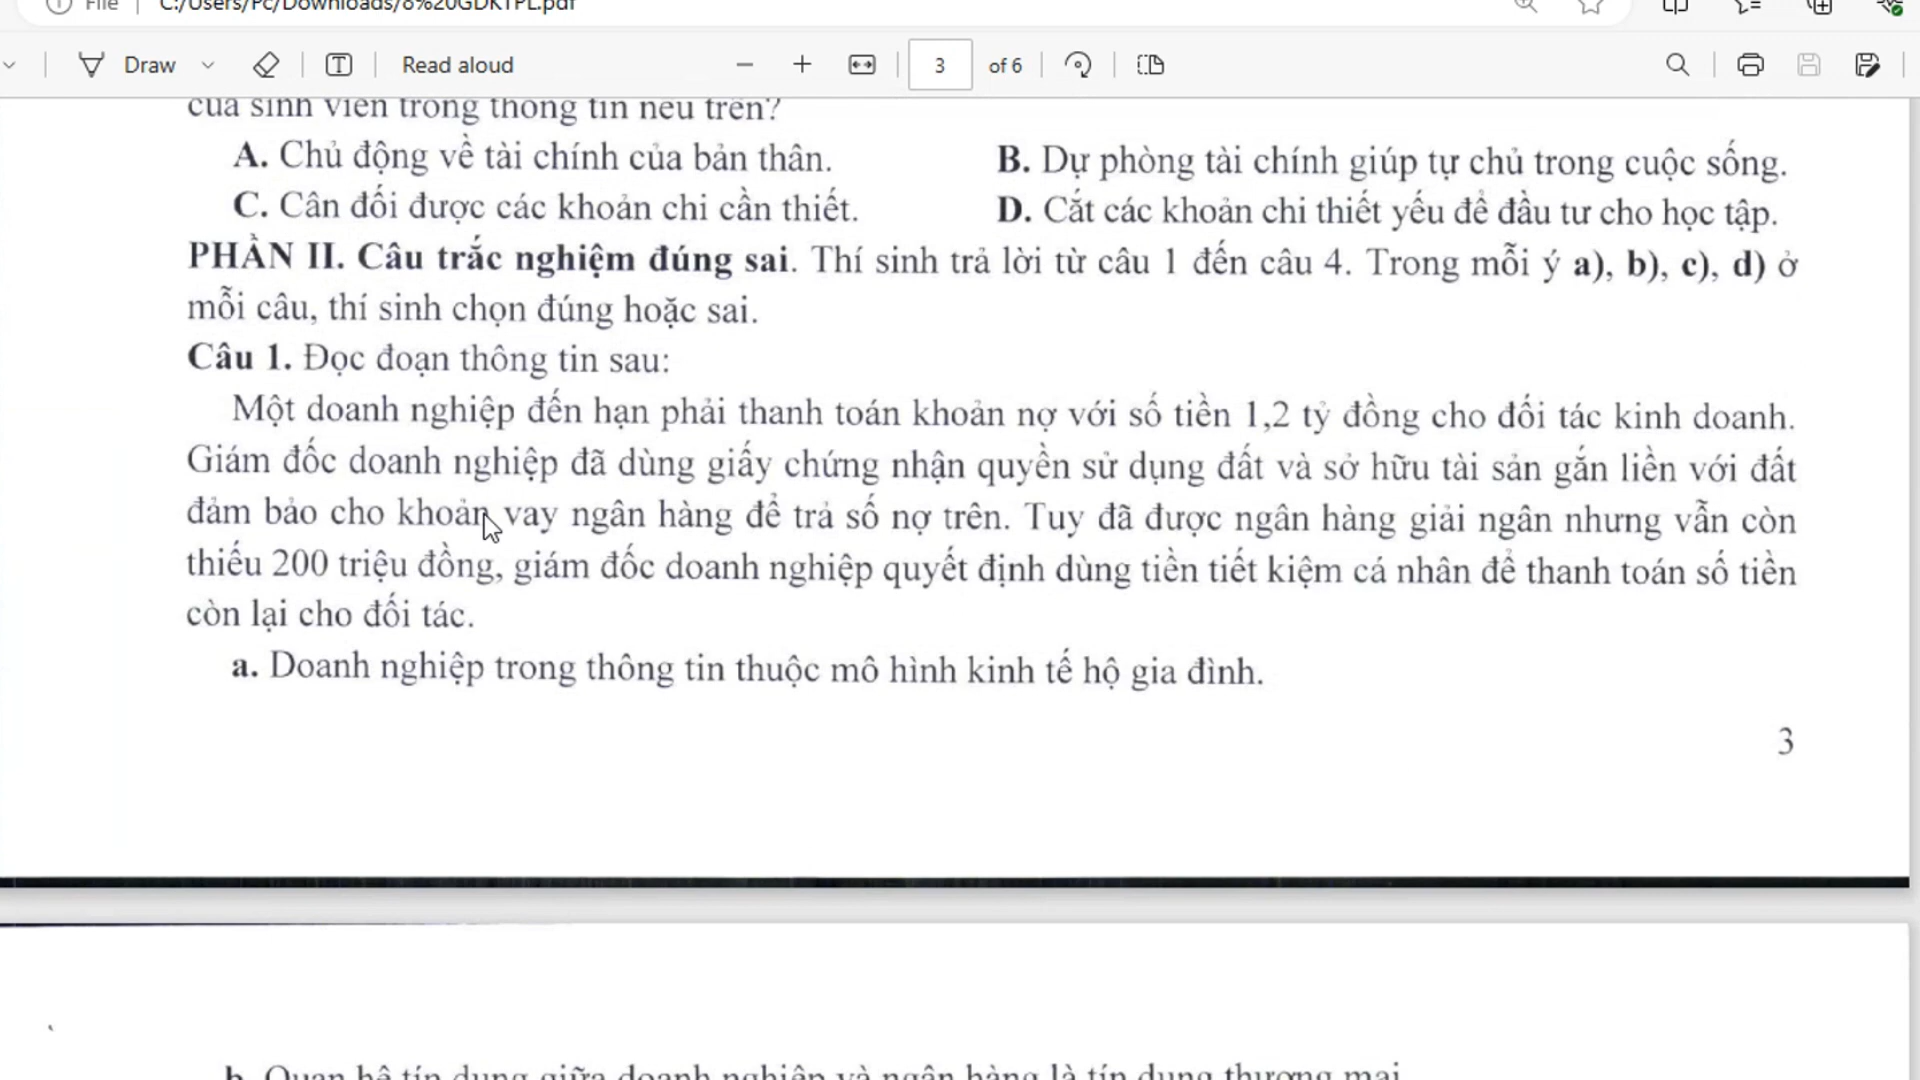 File C:/Users/Pc/Downloads/8%20GDKTPL.pdf
Draw Read aloud 3 of 6
của sinh viên trong thông tin nêu trên?
A. Chủ động về tài chính của bản thân. B. Dự phòng tài chính giúp tự chủ trong cuộc sống.
C. Cân đối được các khoản chi cần thiết. D. Cắt các khoản chi thiết yếu để đầu tư cho học tập.
PHẦN II. Câu trắc nghiệm đúng sai. Thí sinh trả lời từ câu 1 đến câu 4. Trong mỗi ý a), b), c), d) ở
mỗi câu, thí sinh chọn đúng hoặc sai.
Câu 1. Đọc đoạn thông tin sau:
Một doanh nghiệp đến hạn phải thanh toán khoản nợ với số tiền 1,2 tỷ đồng cho đối tác kinh doanh.
Giám đốc doanh nghiệp đã dùng giấy chứng nhận quyền sử dụng đất và sở hữu tài sản gắn liền với đất
đảm bảo cho khoản vay ngân hàng để trả số nợ trên. Tuy đã được ngân hàng giải ngân nhưng vẫn còn
thiếu 200 triệu đồng, giám đốc doanh nghiệp quyết định dùng tiền tiết kiệm cá nhân để thanh toán số tiền
còn lại cho đối tác.
a. Doanh nghiệp trong thông tin thuộc mô hình kinh tế hộ gia đình.
3
b. Quan hệ tín dụng giữa doanh nghiệp và ngân hàng là tín dụng thương mại